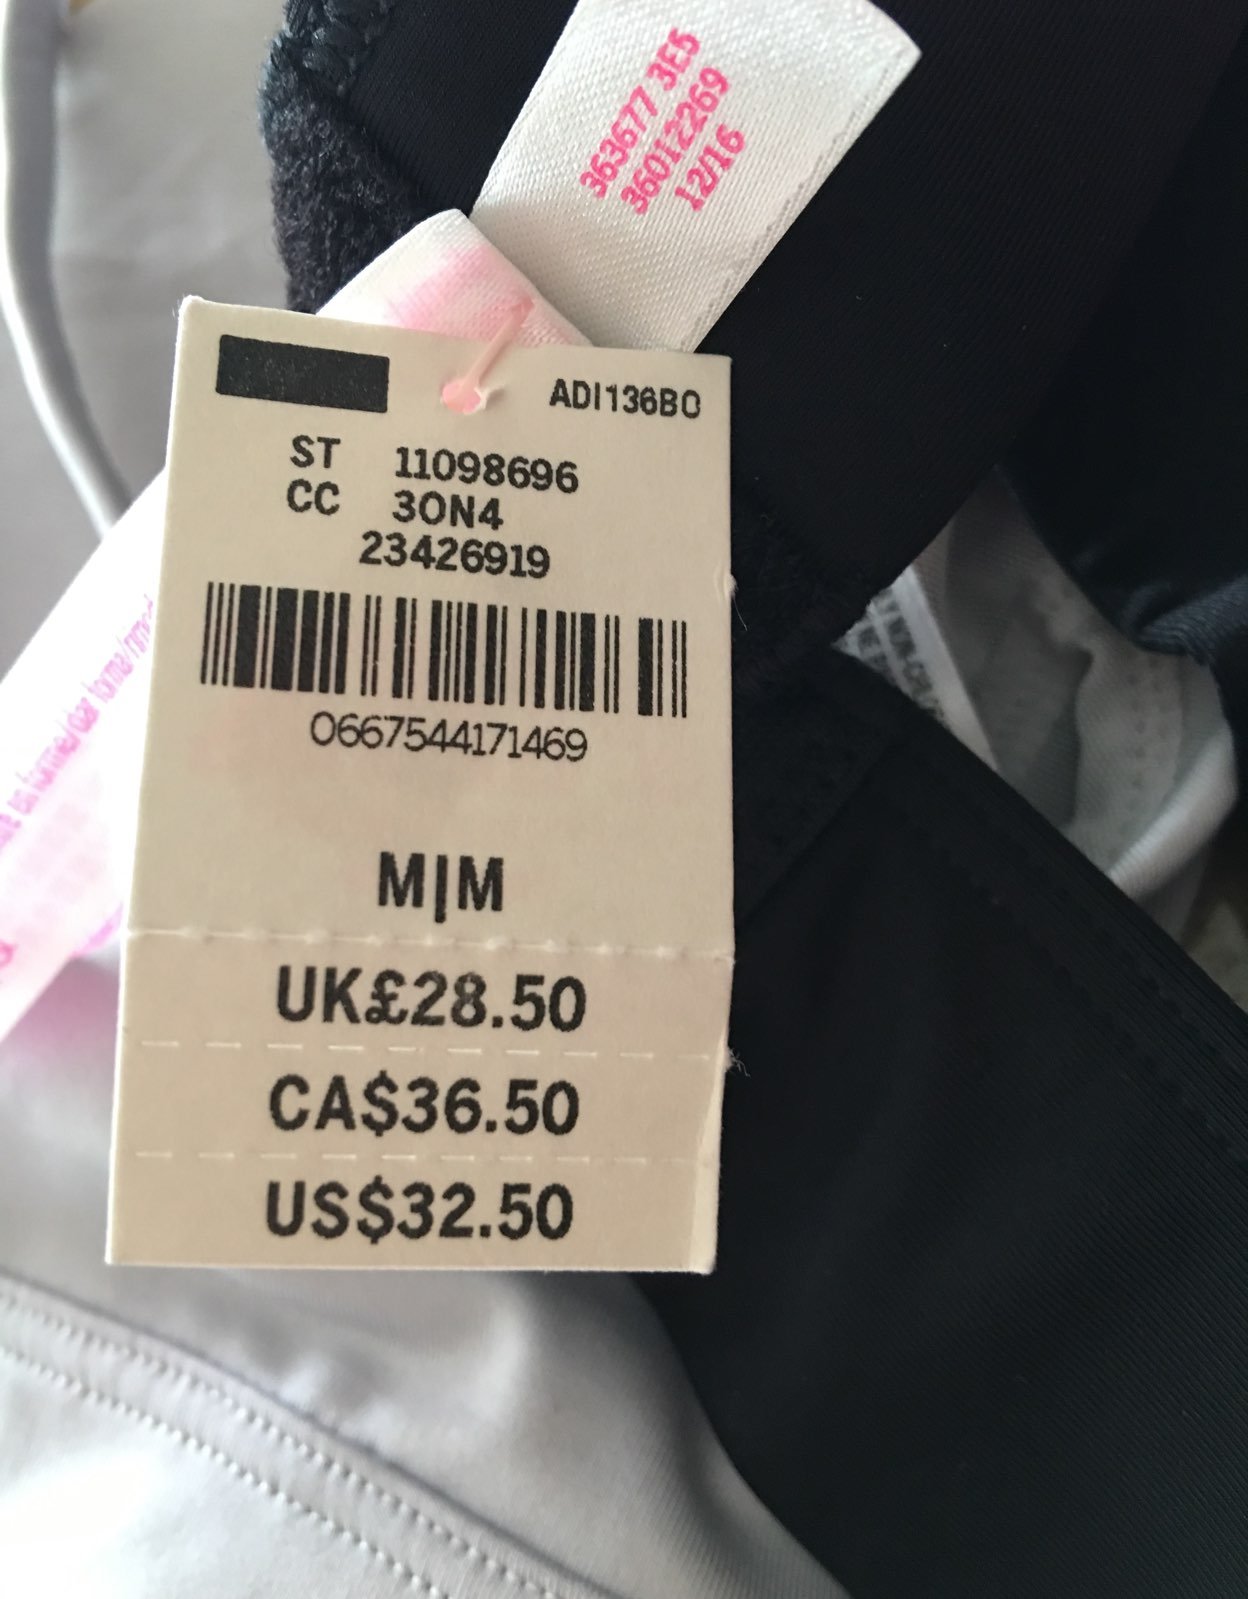 363677 3E5
36012269
12/16
ADI136BO
ST 11098696
CC 3ON4
23426919
0667544171469
M|M
UK£28.50
CA$36.50
US$32.50